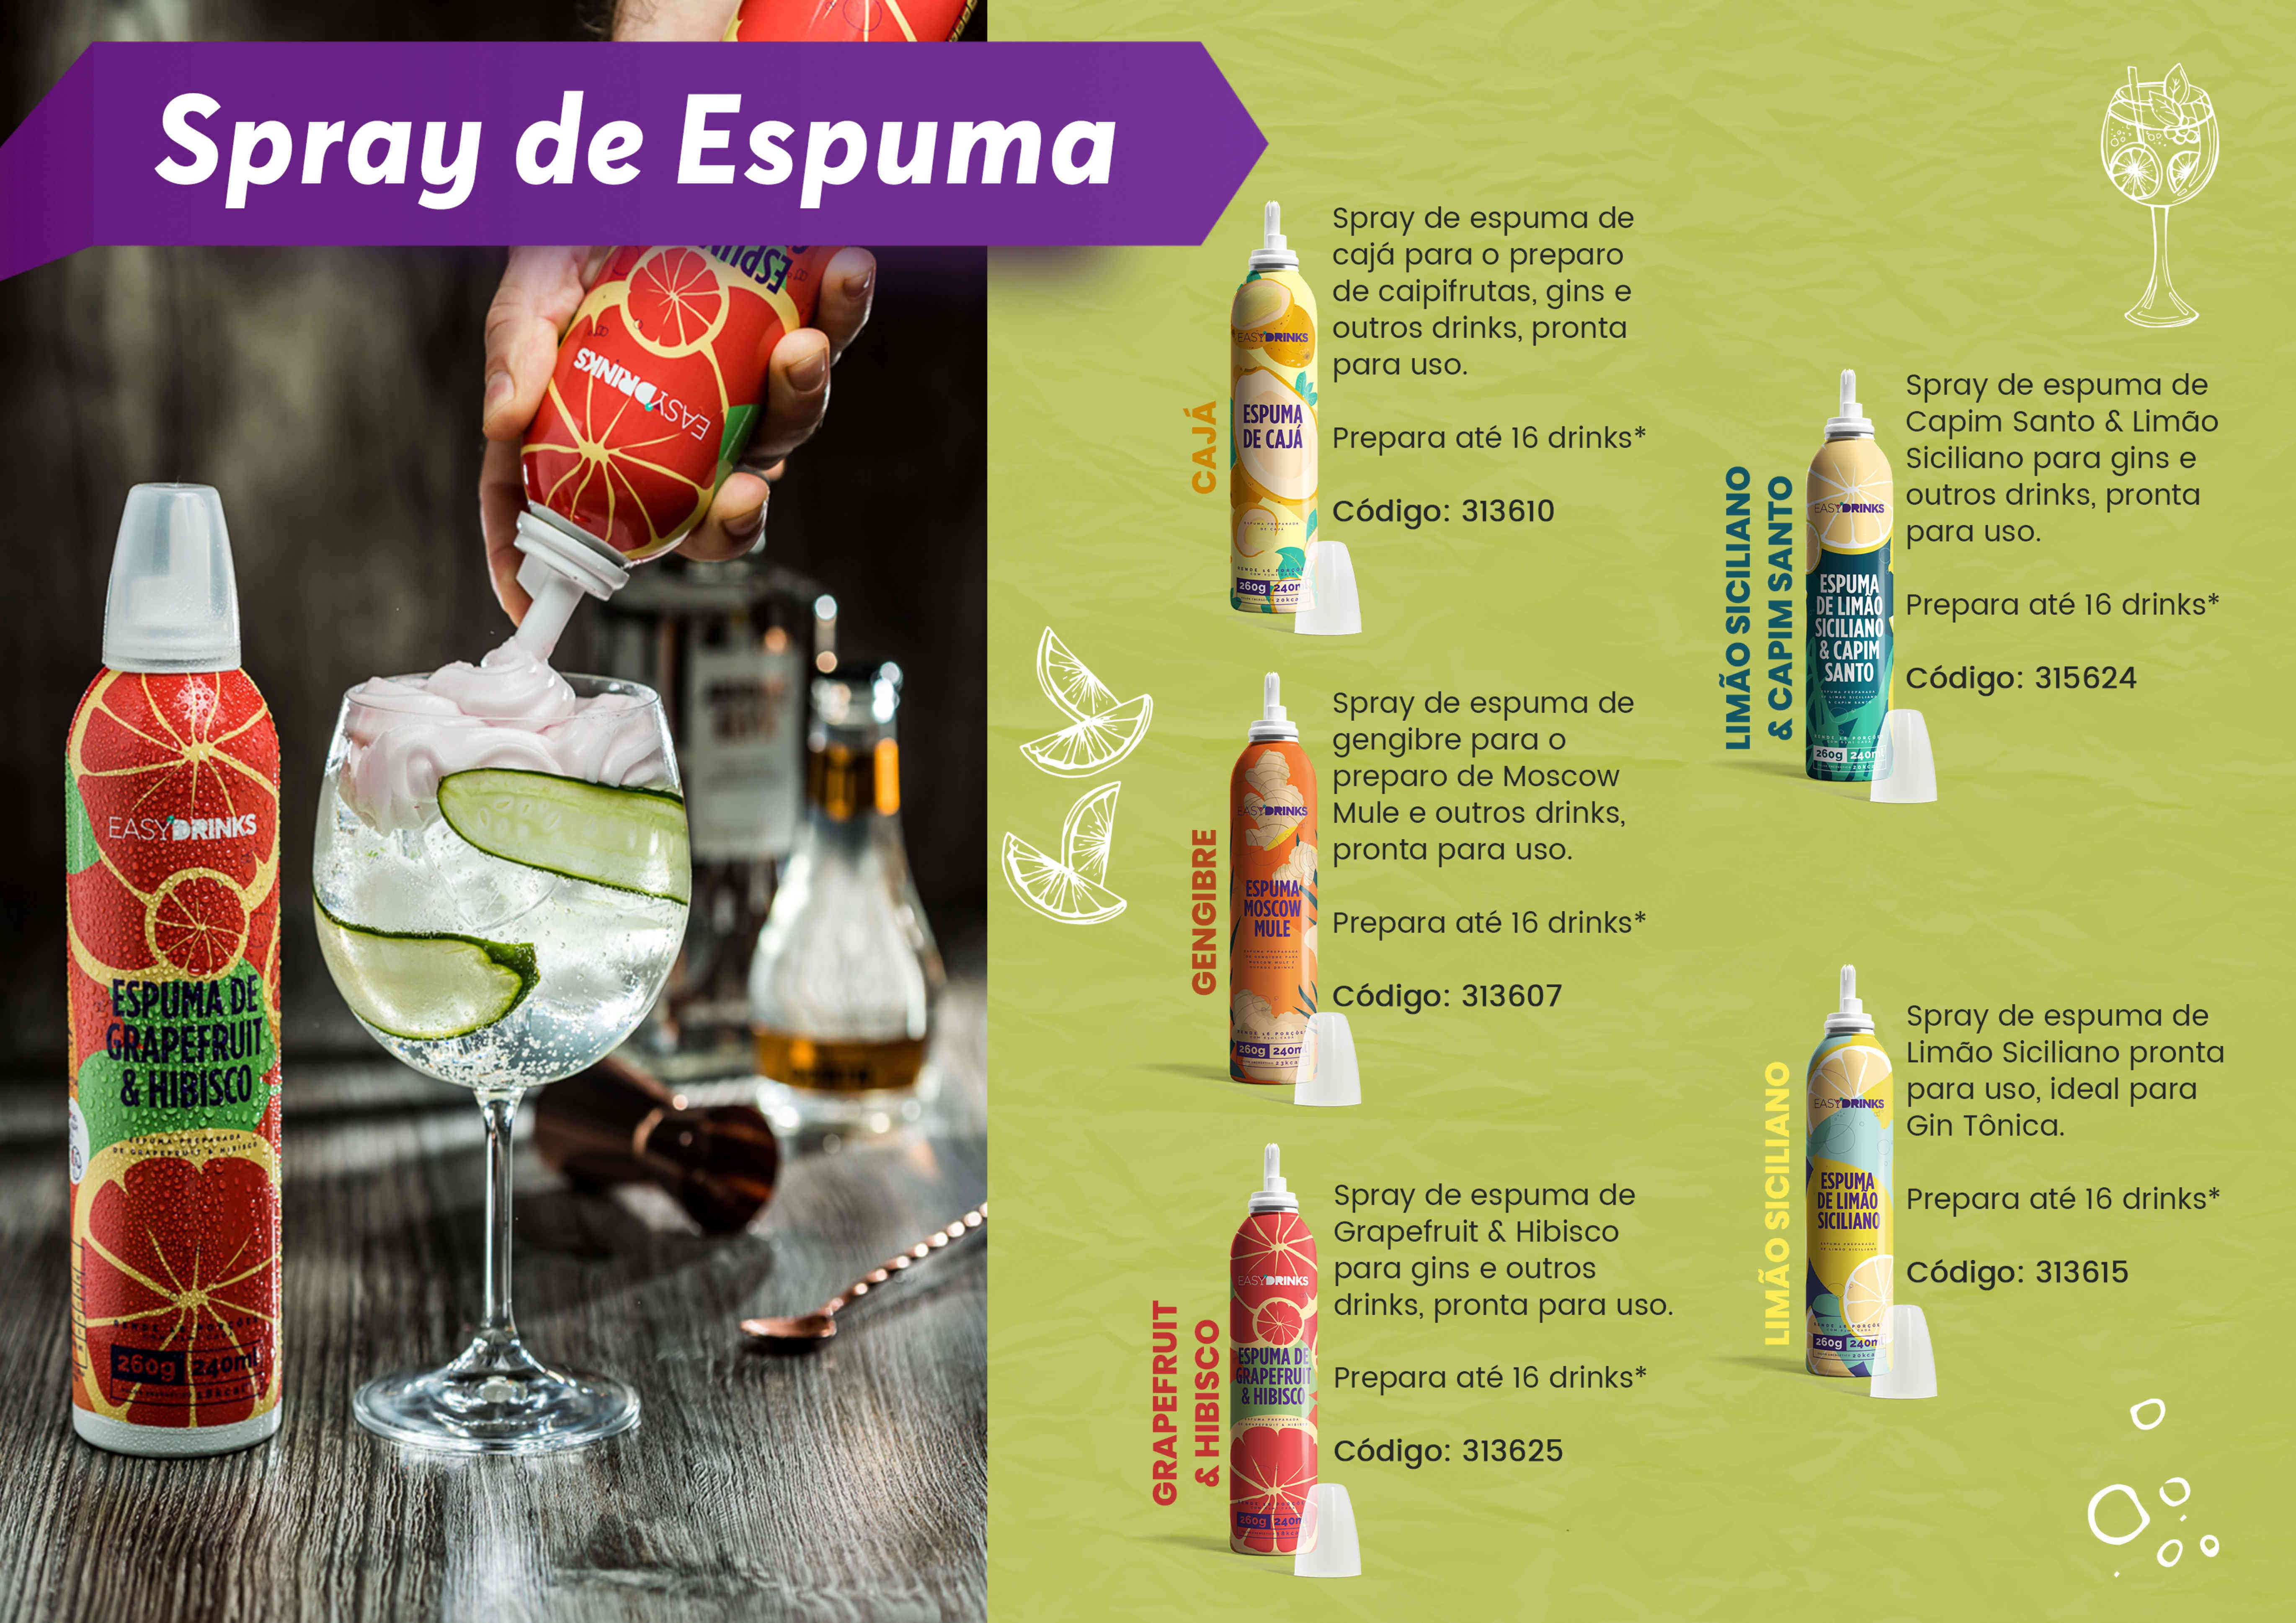 Spray de Espuma
ESPUMA
EASYDRINKS
EASYDRINKS
ESPUMA DE
GRAPEFRUIT
& HIBISCO
ESPUMA PREPARADA
DE GRAPEFRUIT & HIBISCO
260g 240ml
CAJÁ
EASYDRINKS
ESPUMA
DE CAJÁ
260g 240m
Spray de espuma de
cajá para o preparo
de caipifrutas, gins e
outros drinks, pronta
para uso.
Prepara até 16 drinks*
Código: 313610
GENGIBRE
EASYDRINKS
ESPUMA
MOSCOW
MULE
260g 240ml
Spray de espuma de
gengibre para o
preparo de Moscow
Mule e outros drinks,
pronta para uso.
Prepara até 16 drinks*
Código: 313607
GRAPEFRUIT
& HIBISCO
EASYDRINKS
ESPUMA DE
GRAPEFRUIT
& HIBISCO
260g 240m
Spray de espuma de
Grapefruit & Hibisco
para gins e outros
drinks, pronta para uso.
Prepara até 16 drinks*
Código: 313625
LIMÃO SICILIANO
& CAPIM SANTO
EASYDRINKS
ESPUMA
DE LIMÃO
SICILIANO
& CAPIM
SANTO
260g 240ml
Spray de espuma de
Capim Santo & Limão
Siciliano para gins e
outros drinks, pronta
para uso.
Prepara até 16 drinks*
Código: 315624
LIMÃO SICILIANO
EASYDRINKS
ESPUMA
DE LIMÃO
SICILIANO
260g 240ml
Spray de espuma de
Limão Siciliano pronta
para uso, ideal para
Gin Tônica.
Prepara até 16 drinks*
Código: 313615